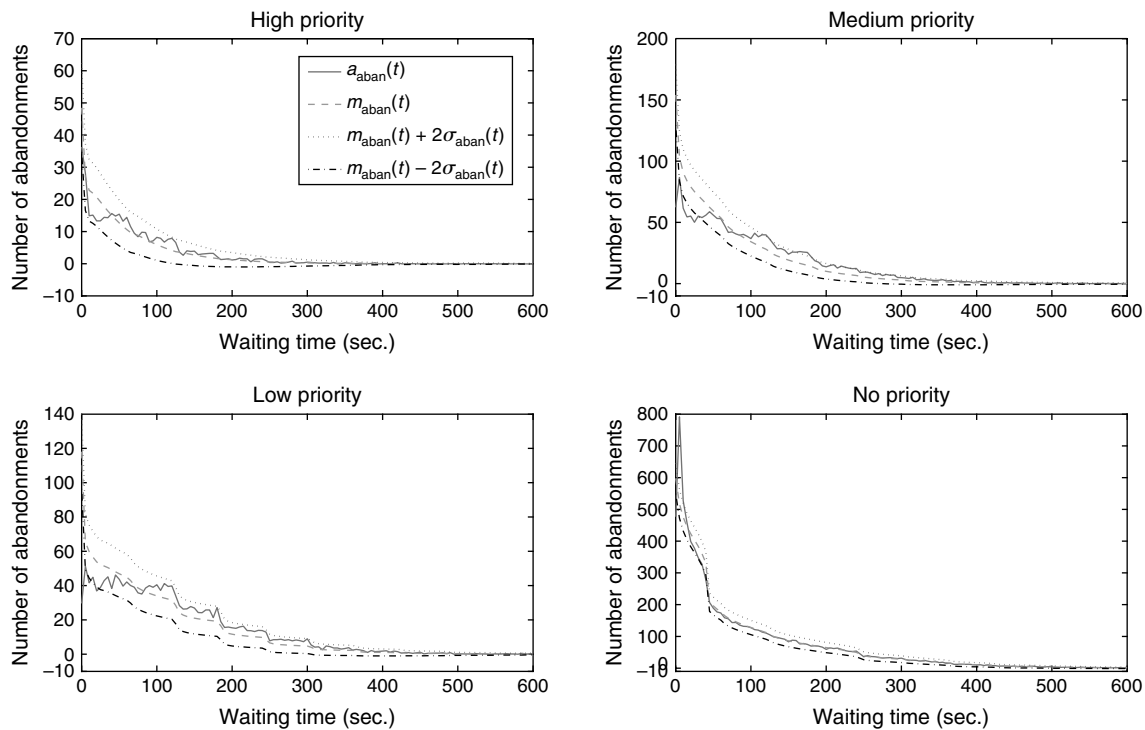 High priority
Number of abandonments
70
60
50
40
30
20
10
0
−10
a_aban(t)
m_aban(t)
m_aban(t) + 2σ_aban(t)
m_aban(t) − 2σ_aban(t)
0 100 200 300 400 500 600
Waiting time (sec.)
Medium priority
Number of abandonments
200
150
100
50
0
−10
0 100 200 300 400 500 600
Waiting time (sec.)
Low priority
Number of abandonments
140
120
100
80
60
40
20
0
−10
0 100 200 300 400 500 600
Waiting time (sec.)
No priority
Number of abandonments
800
700
600
500
400
300
200
100
0
−10
0 100 200 300 400 500 600
Waiting time (sec.)